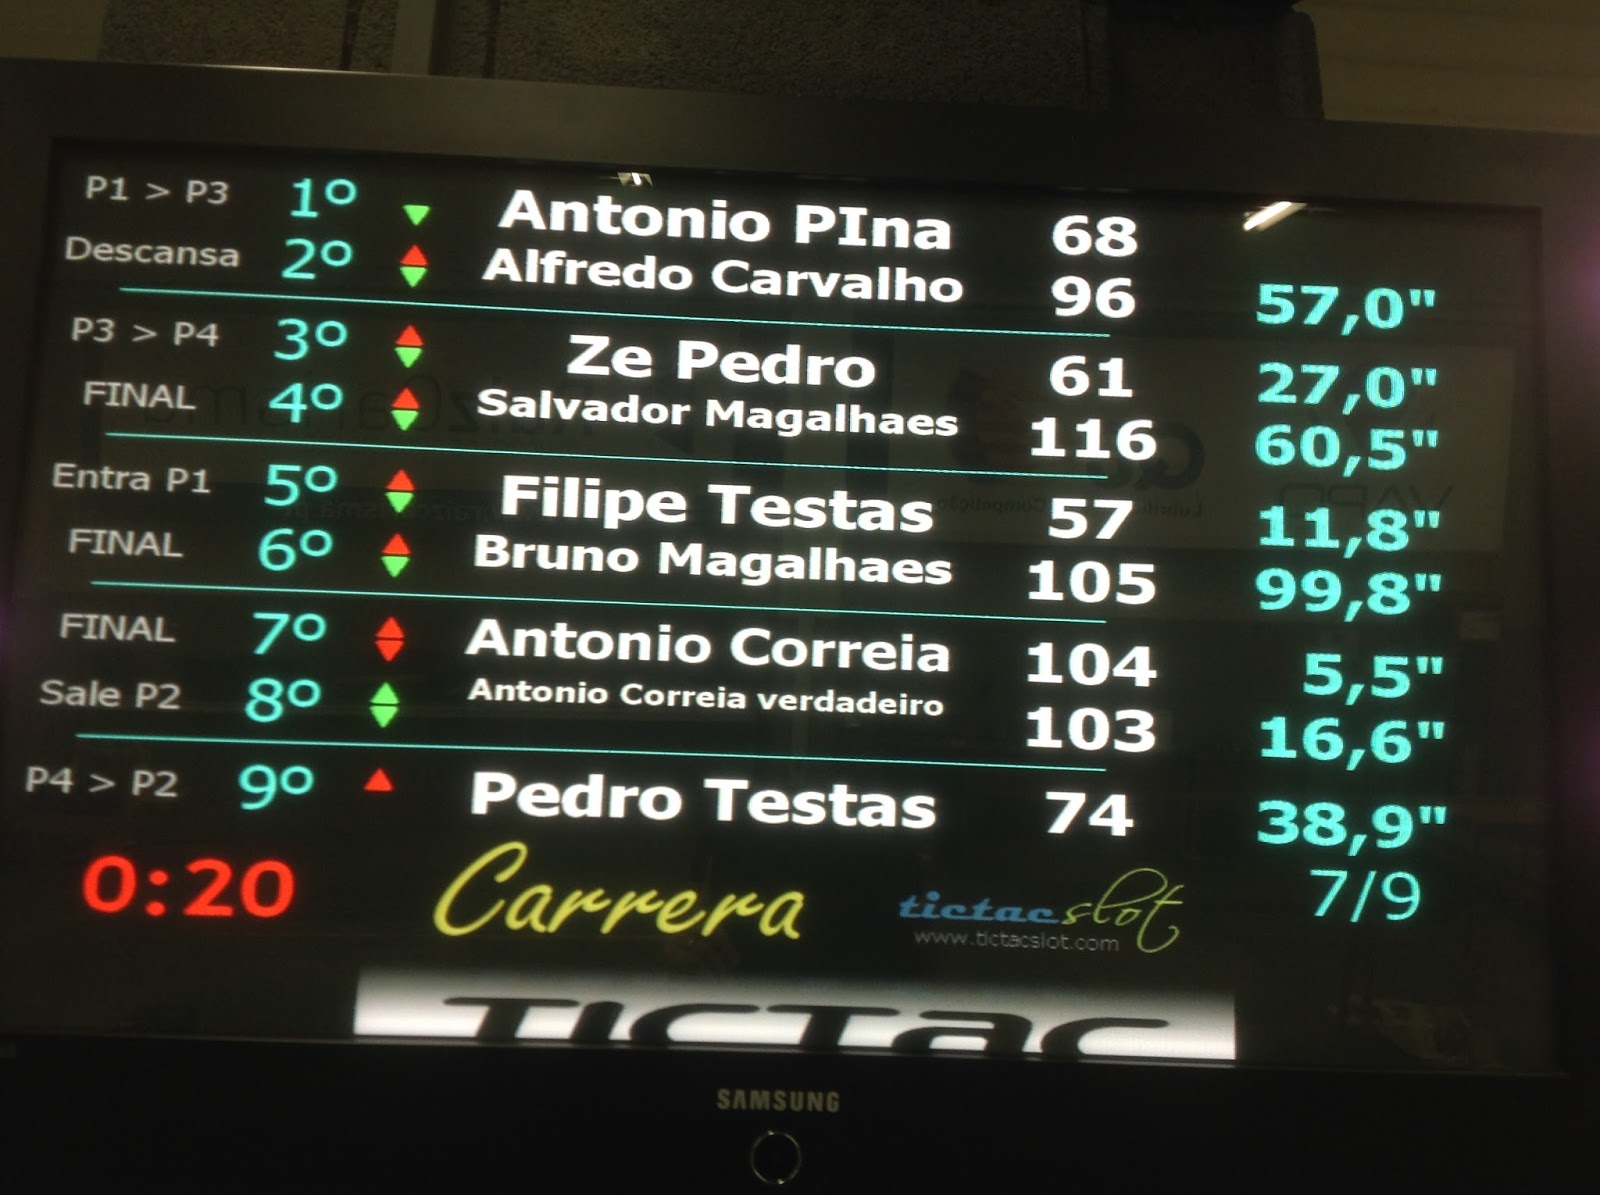 P1 > P3 1º Antonio PIna 68
Descansa 2º Alfredo Carvalho 96 57,0"
P3 > P4 3º Ze Pedro 61 27,0"
FINAL 4º Salvador Magalhaes 116 60,5"
Entra P1 5º Filipe Testas 57 11,8"
FINAL 6º Bruno Magalhaes 105 99,8"
FINAL 7º Antonio Correia 104 5,5"
Sale P2 8º Antonio Correia verdadeiro 103 16,6"
P4 > P2 9º Pedro Testas 74 38,9"
0:20 Carrera tictacslot 7/9
www.tictacslot.com
TICTAC
SAMSUNG